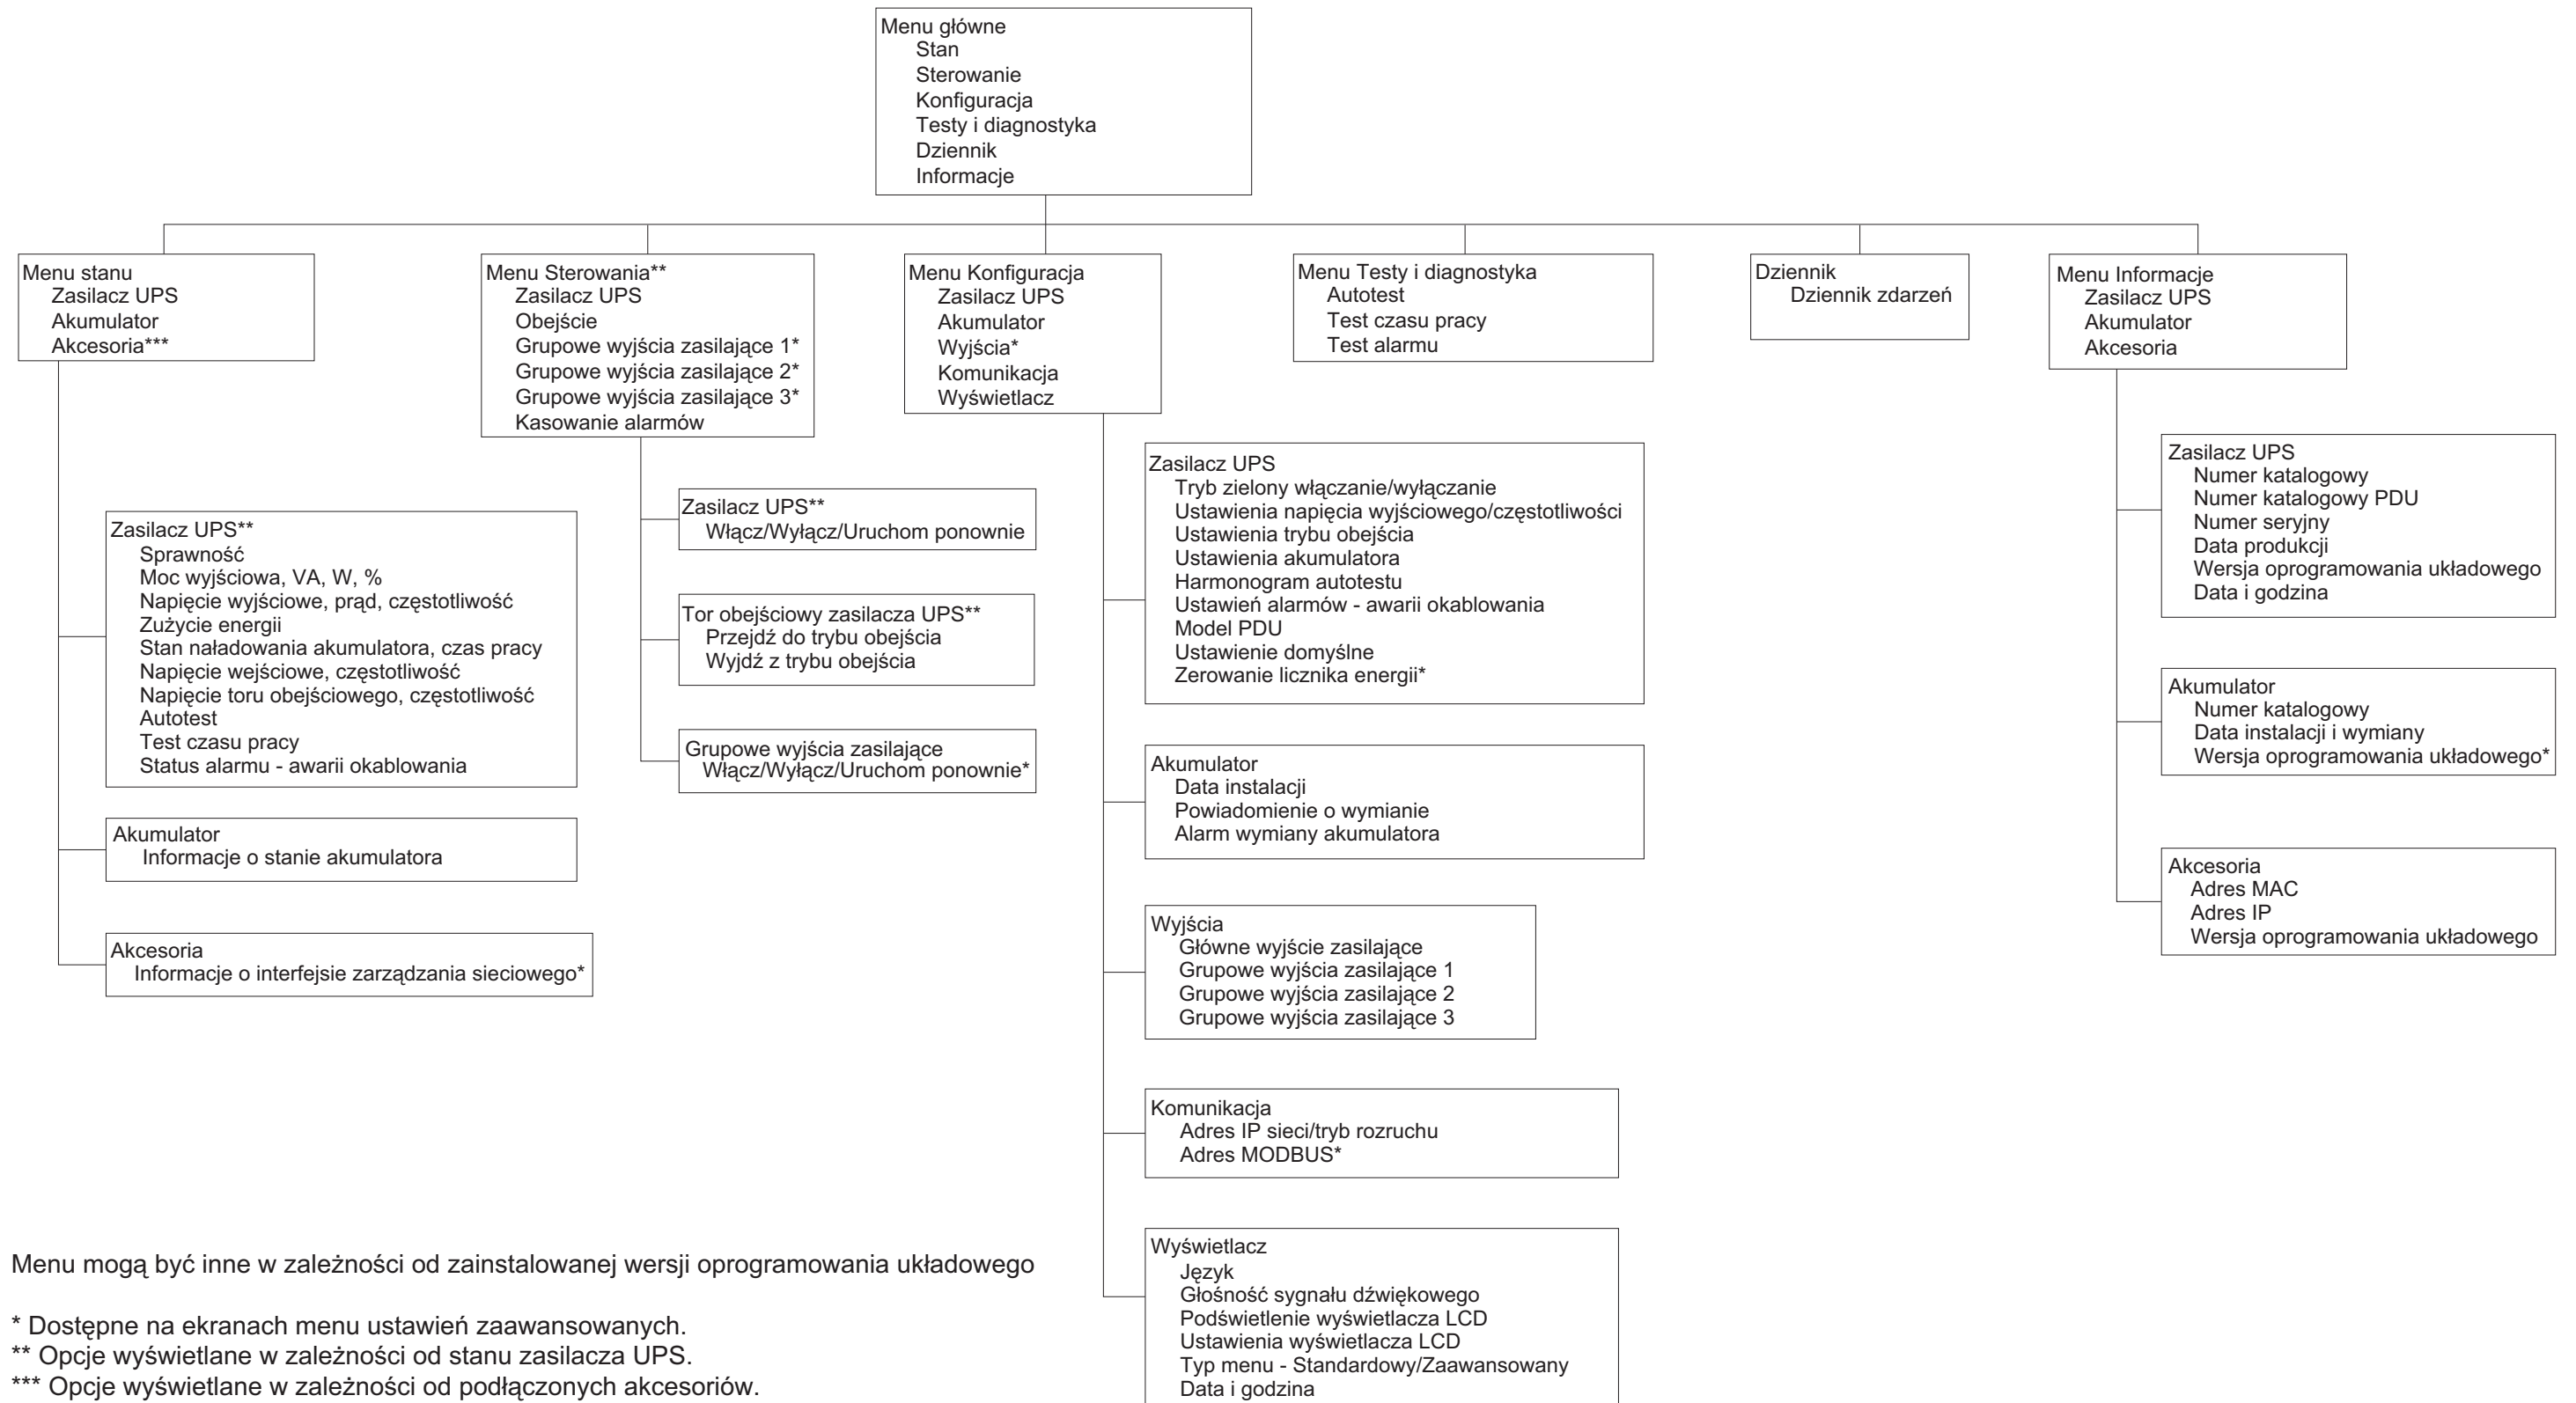 Menu główne
Stan
Sterowanie
Konfiguracja
Testy i diagnostyka
Dziennik
Informacje
Menu stanu
Zasilacz UPS
Akumulator
Akcesoria***
Menu Sterowania**
Zasilacz UPS
Obejście
Grupowe wyjścia zasilające 1*
Grupowe wyjścia zasilające 2*
Grupowe wyjścia zasilające 3*
Kasowanie alarmów
Menu Konfiguracja
Zasilacz UPS
Akumulator
Wyjścia*
Komunikacja
Wyświetlacz
Menu Testy i diagnostyka
Autotest
Test czasu pracy
Test alarmu
Dziennik
Dziennik zdarzeń
Menu Informacje
Zasilacz UPS
Akumulator
Akcesoria
Zasilacz UPS**
Sprawność
Moc wyjściowa, VA, W, %
Napięcie wyjściowe, prąd, częstotliwość
Zużycie energii
Stan naładowania akumulatora, czas pracy
Napięcie wejściowe, częstotliwość
Napięcie toru obejściowego, częstotliwość
Autotest
Test czasu pracy
Status alarmu - awarii okablowania
Akumulator
Informacje o stanie akumulatora
Akcesoria
Informacje o interfejsie zarządzania sieciowego*
Zasilacz UPS**
Włącz/Wyłącz/Uruchom ponownie
Tor obejściowy zasilacza UPS**
Przejdź do trybu obejścia
Wyjdź z trybu obejścia
Grupowe wyjścia zasilające
Włącz/Wyłącz/Uruchom ponownie*
Zasilacz UPS
Tryb zielony włączanie/wyłączanie
Ustawienia napięcia wyjściowego/częstotliwości
Ustawienia trybu obejścia
Ustawienia akumulatora
Harmonogram autotestu
Ustawień alarmów - awarii okablowania
Model PDU
Ustawienie domyślne
Zerowanie licznika energii*
Akumulator
Data instalacji
Powiadomienie o wymianie
Alarm wymiany akumulatora
Wyjścia
Główne wyjście zasilające
Grupowe wyjścia zasilające 1
Grupowe wyjścia zasilające 2
Grupowe wyjścia zasilające 3
Komunikacja
Adres IP sieci/tryb rozruchu
Adres MODBUS*
Wyświetlacz
Język
Głośność sygnału dźwiękowego
Podświetlenie wyświetlacza LCD
Ustawienia wyświetlacza LCD
Typ menu - Standardowy/Zaawansowany
Data i godzina
Zasilacz UPS
Numer katalogowy
Numer katalogowy PDU
Numer seryjny
Data produkcji
Wersja oprogramowania układowego
Data i godzina
Akumulator
Numer katalogowy
Data instalacji i wymiany
Wersja oprogramowania układowego*
Akcesoria
Adres MAC
Adres IP
Wersja oprogramowania układowego
Menu mogą być inne w zależności od zainstalowanej wersji oprogramowania układowego
* Dostępne na ekranach menu ustawień zaawansowanych.
** Opcje wyświetlane w zależności od stanu zasilacza UPS.
*** Opcje wyświetlane w zależności od podłączonych akcesoriów.